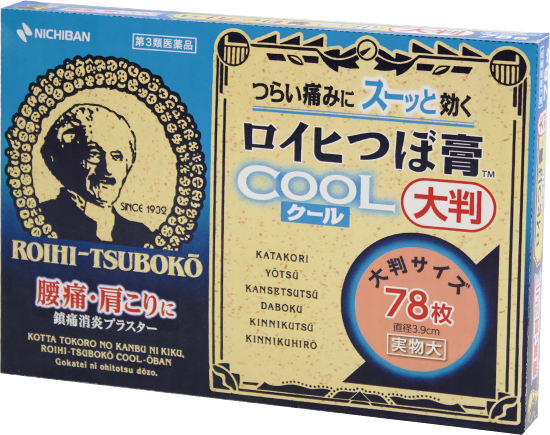 NICHIBAN
第3類医薬品
SINCE 1932
ROIHI-TSUBOKŌ
腰痛・肩こりに
鎮痛消炎プラスター
KOTTA TOKORO NO KANBU NI KIKU,
ROIHI-TSUBOKŌ COOL-ŌBAN
Gokatei ni ohitotsu dōzo.
つらい痛みに スーッと効く
ロイヒつぼ膏™
COOL
クール
大判
KATAKORI
YŌTSŪ
KANSETSUTSŪ
DABOKU
KINNIKUTSŪ
KINNIKUHIRŌ
大判サイズ
78枚
直径3.9cm
実物大